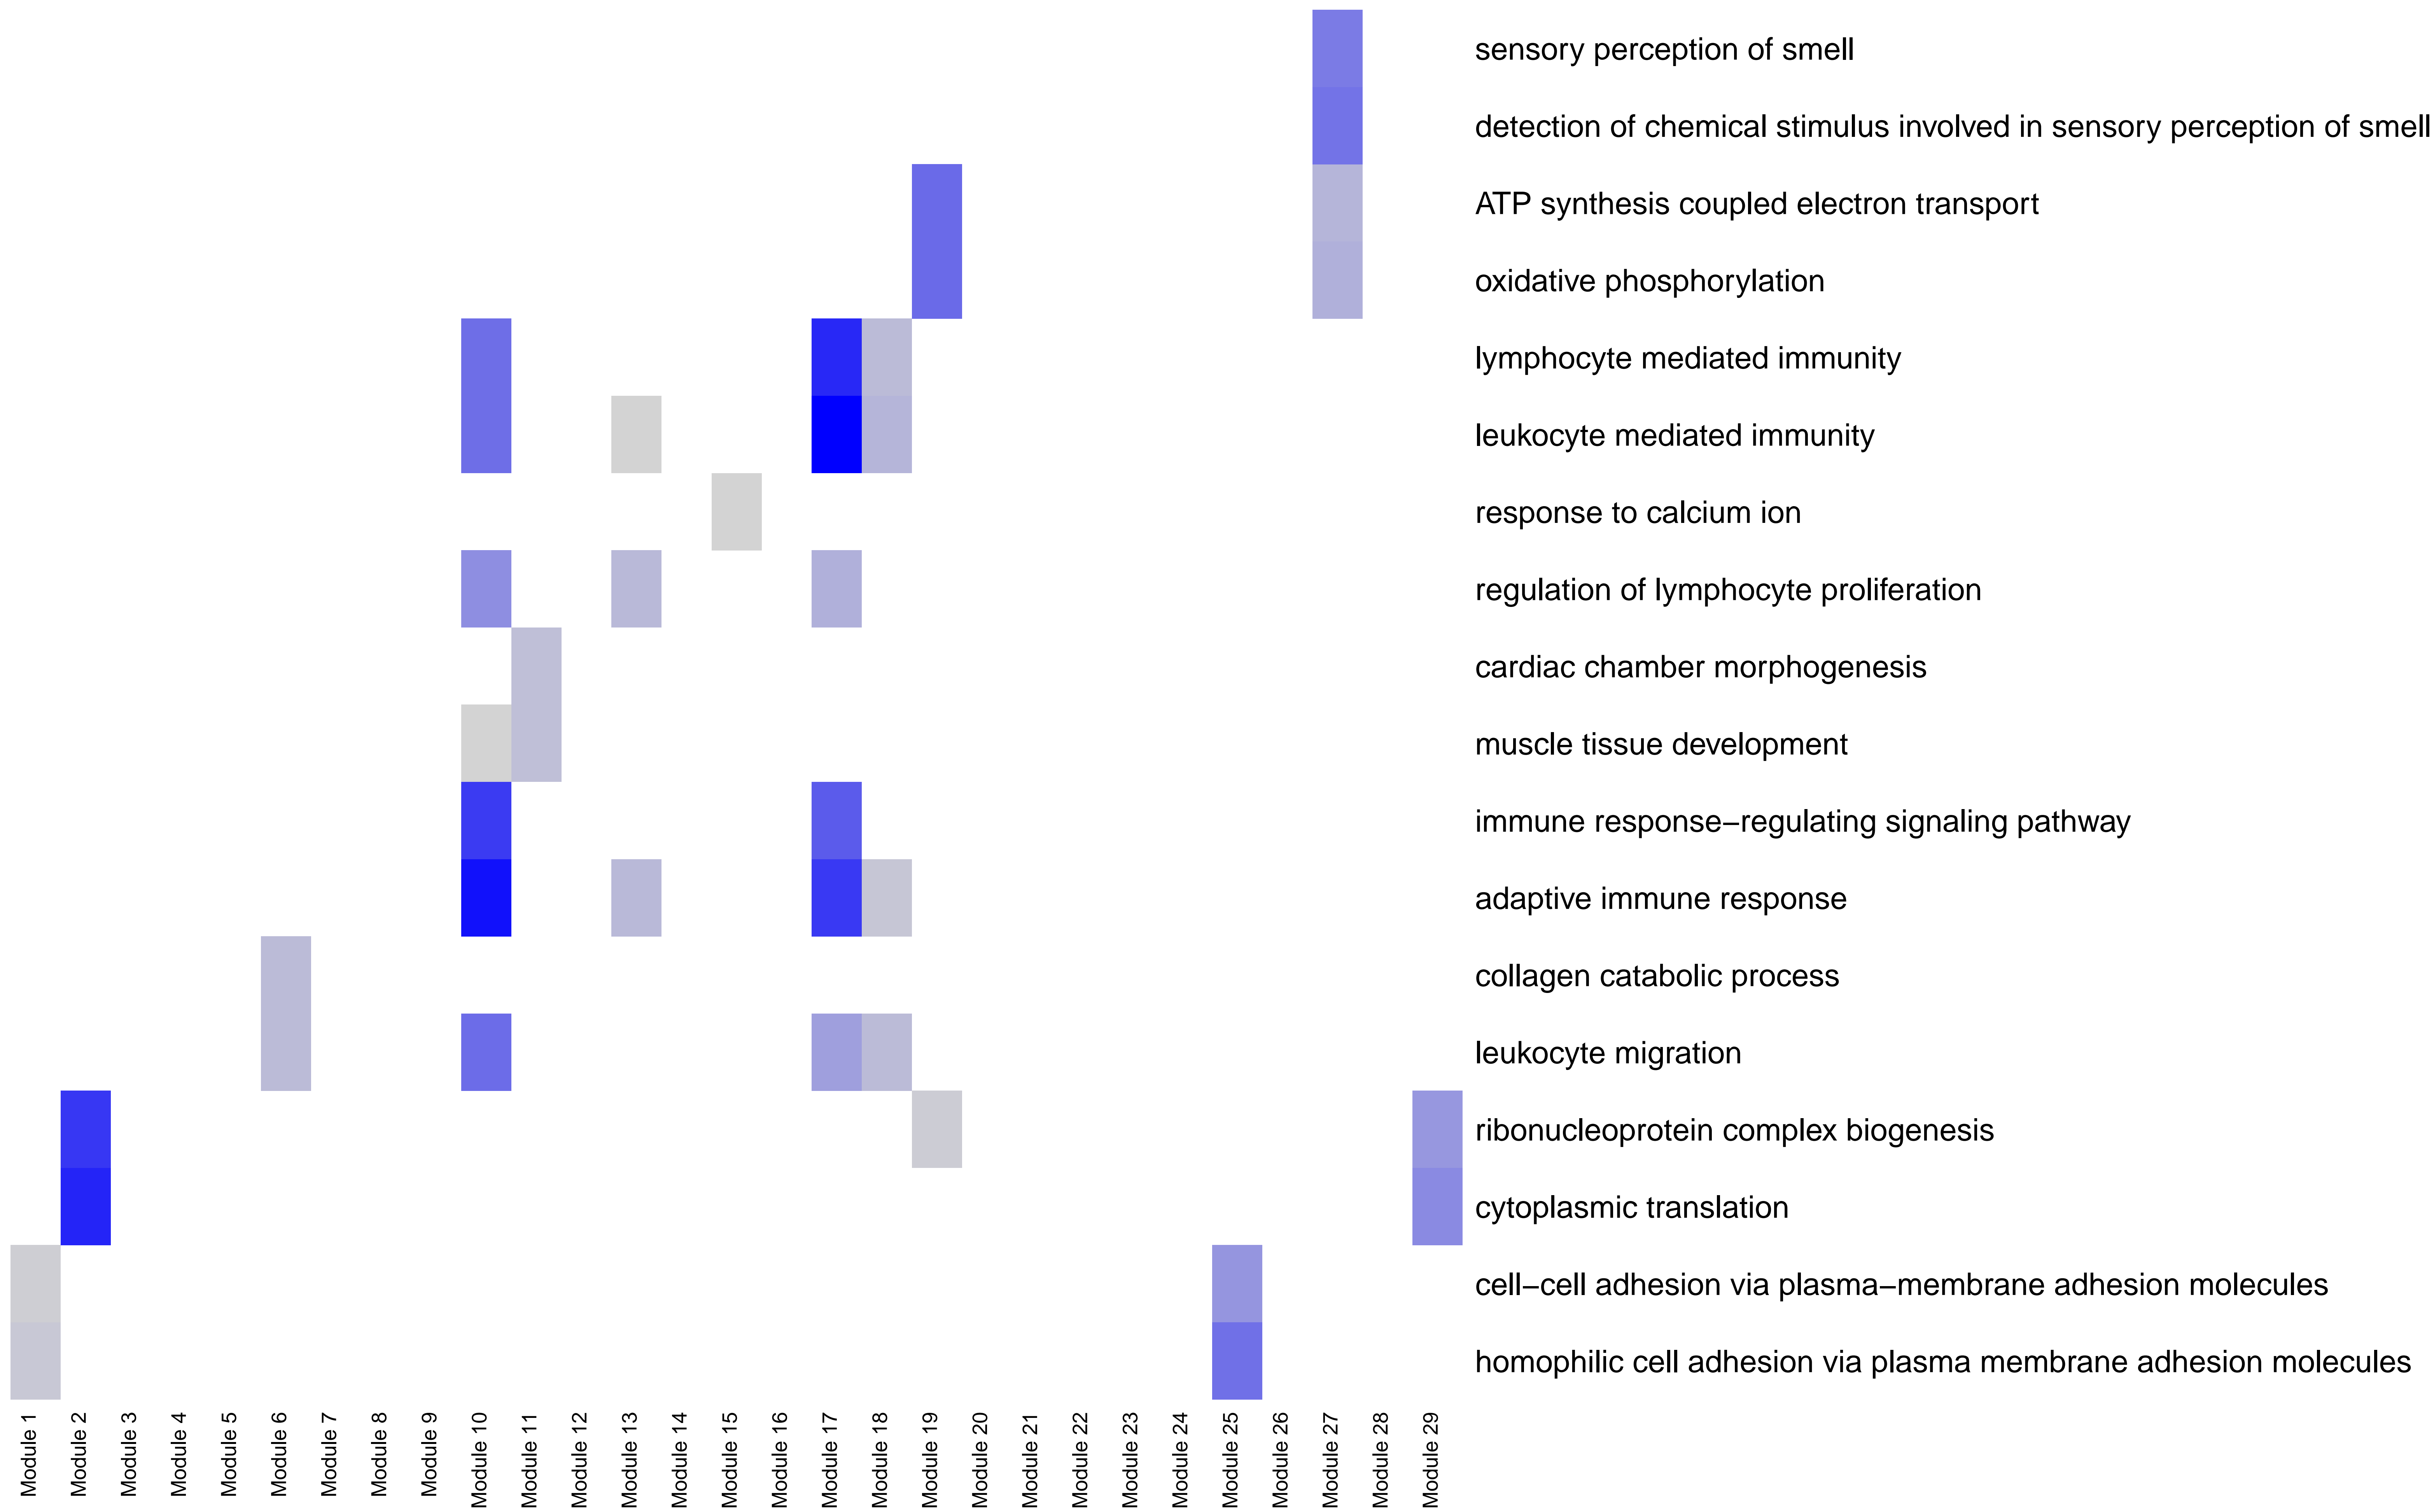 sensory perception of smell
detection of chemical stimulus involved in sensory perception of smell
ATP synthesis coupled electron transport
oxidative phosphorylation
lymphocyte mediated immunity
leukocyte mediated immunity
response to calcium ion
regulation of lymphocyte proliferation
cardiac chamber morphogenesis
muscle tissue development
immune response−regulating signaling pathway
adaptive immune response
collagen catabolic process
leukocyte migration
ribonucleoprotein complex biogenesis
cytoplasmic translation
cell−cell adhesion via plasma−membrane adhesion molecules
homophilic cell adhesion via plasma membrane adhesion molecules
Module 1
Module 2
Module 3
Module 4
Module 5
Module 6
Module 7
Module 8
Module 9
Module 10
Module 11
Module 12
Module 13
Module 14
Module 15
Module 16
Module 17
Module 18
Module 19
Module 20
Module 21
Module 22
Module 23
Module 24
Module 25
Module 26
Module 27
Module 28
Module 29